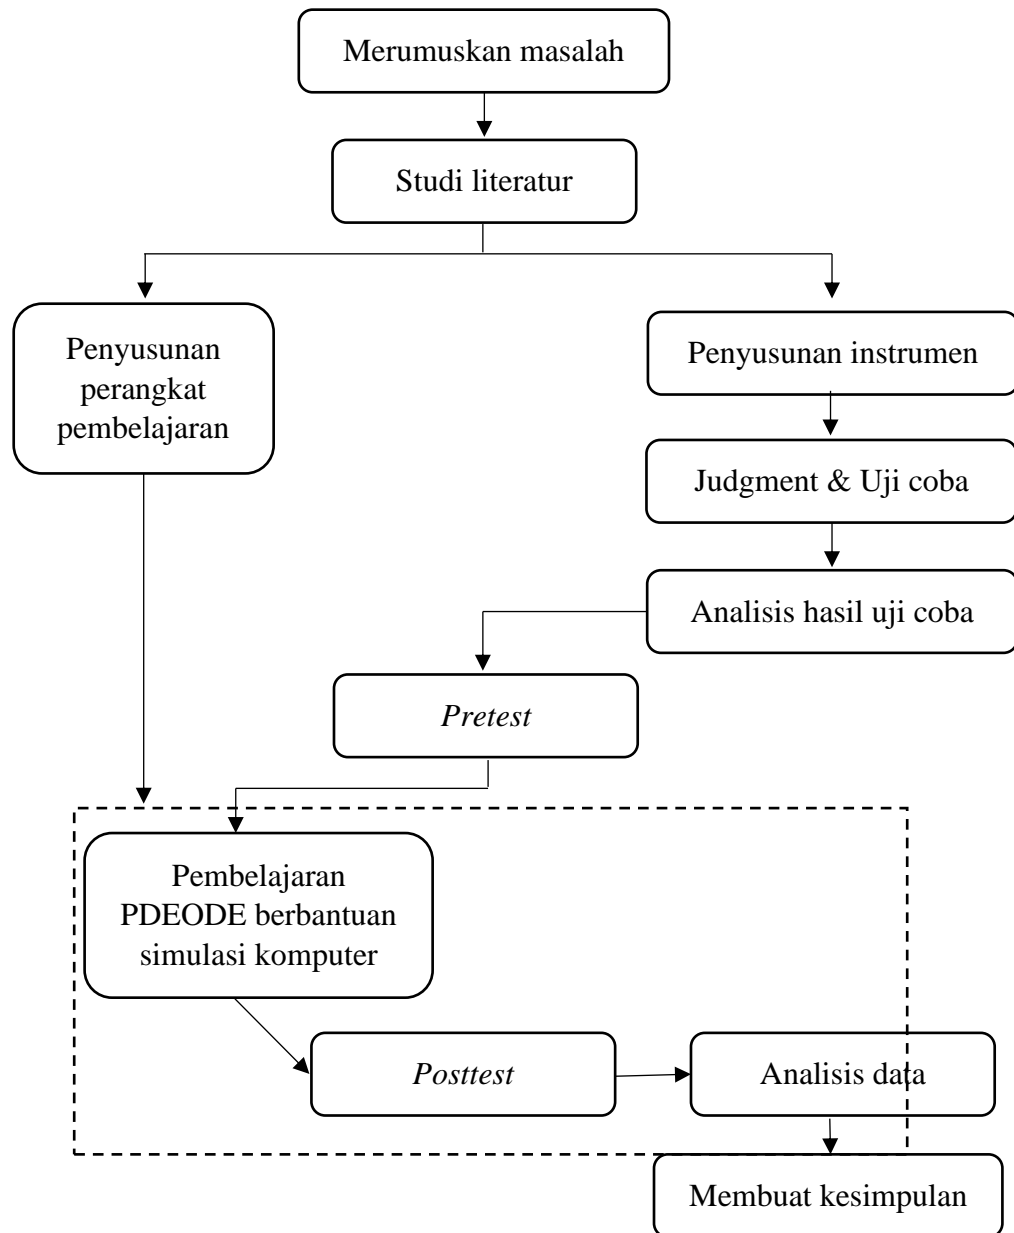 Merumuskan masalah
Studi literatur
Penyusunan
perangkat
pembelajaran
Penyusunan instrumen
Judgment & Uji coba
Analisis hasil uji coba
Pretest
Pembelajaran
PDEODE berbantuan
simulasi komputer
Posttest
Analisis data
Membuat kesimpulan